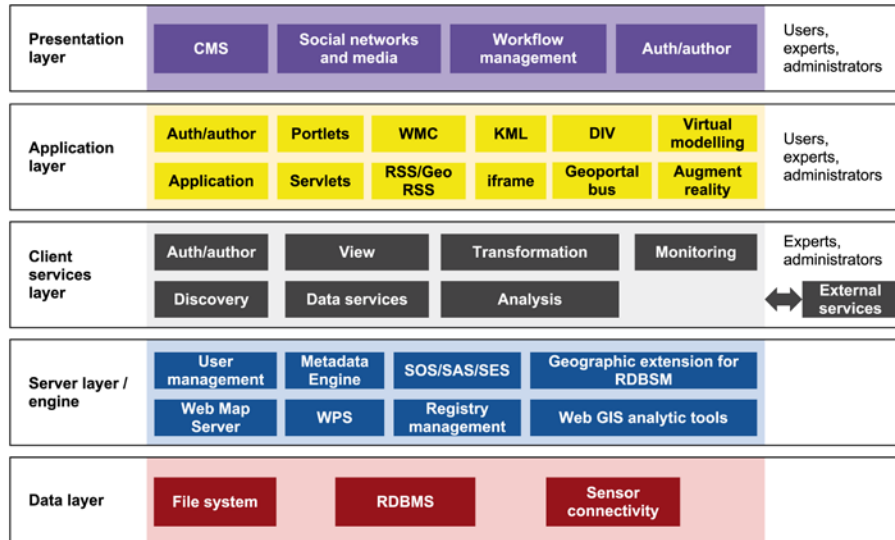 Presentation
layer
CMS
Social networks
and media
Workflow
management
Auth/author
Users,
experts,
administrators
Application
layer
Auth/author
Portlets
WMC
KML
DIV
Virtual
modelling
Application
Servlets
RSS/Geo
RSS
iframe
Geoportal
bus
Augment
reality
Users,
experts,
administrators
Client
services
layer
Auth/author
View
Transformation
Monitoring
Discovery
Data services
Analysis
Experts,
administrators
External
services
Server layer /
engine
User
management
Metadata
Engine
SOS/SAS/SES
Geographic extension for
RDBSM
Web Map
Server
WPS
Registry
management
Web GIS analytic tools
Data layer
File system
RDBMS
Sensor
connectivity